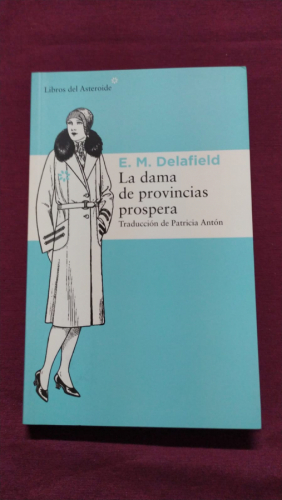 Libros del Asteroide
E. M. Delafield
La dama
de provincias
prospera
Traducción de Patricia Antón